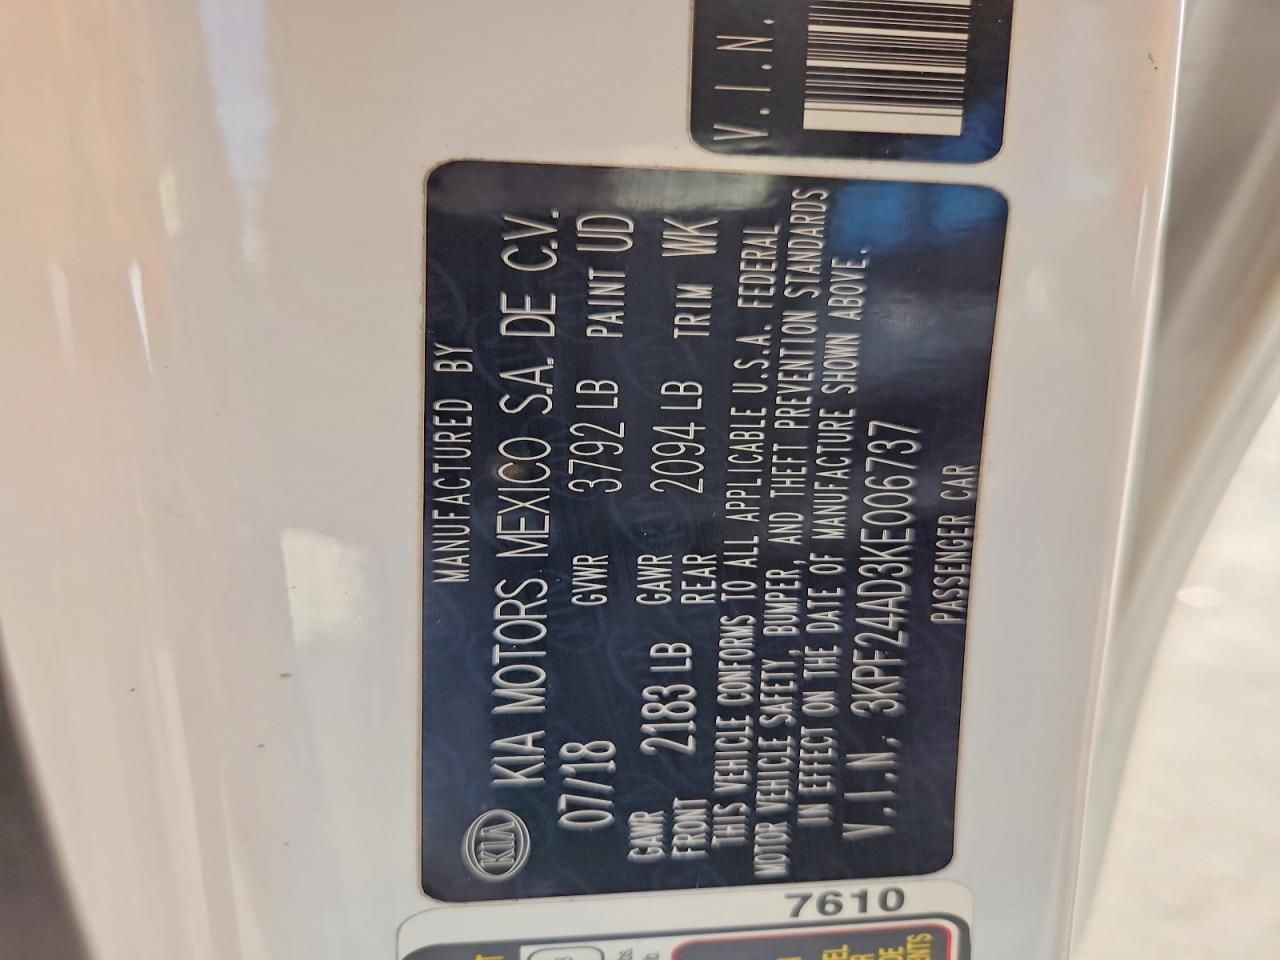 V.I.N.
MANUFACTURED BY
KIA KIA MOTORS MEXICO S.A. DE C.V.
07/'18 GVWR 3792 LB PAINT UD
GAWR FRONT 2183 LB GAWR REAR 2094 LB TRIM WK
THIS VEHICLE CONFORMS TO ALL APPLICABLE U.S.A. FEDERAL
MOTOR VEHICLE SAFETY, BUMPER, AND THEFT PREVENTION STANDARDS
IN EFFECT ON THE DATE OF MANUFACTURE SHOWN ABOVE.
V.I.N. 3KPF24AD3KE006737
PASSENGER CAR
7610